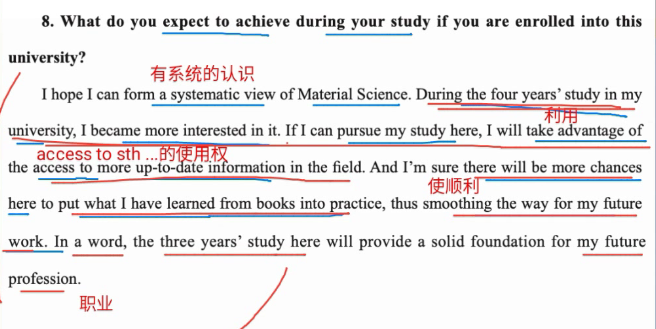 8. What do you expect to achieve during your study if you are enrolled into this
university?
有系统的认识
I hope I can form a systematic view of Material Science. During the four years’ study in my
利用
university, I became more interested in it. If I can pursue my study here, I will take advantage of
access to sth ...的使用权
the access to more up-to-date information in the field. And I’m sure there will be more chances
使顺利
here to put what I have learned from books into practice, thus smoothing the way for my future
work. In a word, the three years’ study here will provide a solid foundation for my future
profession.
职业